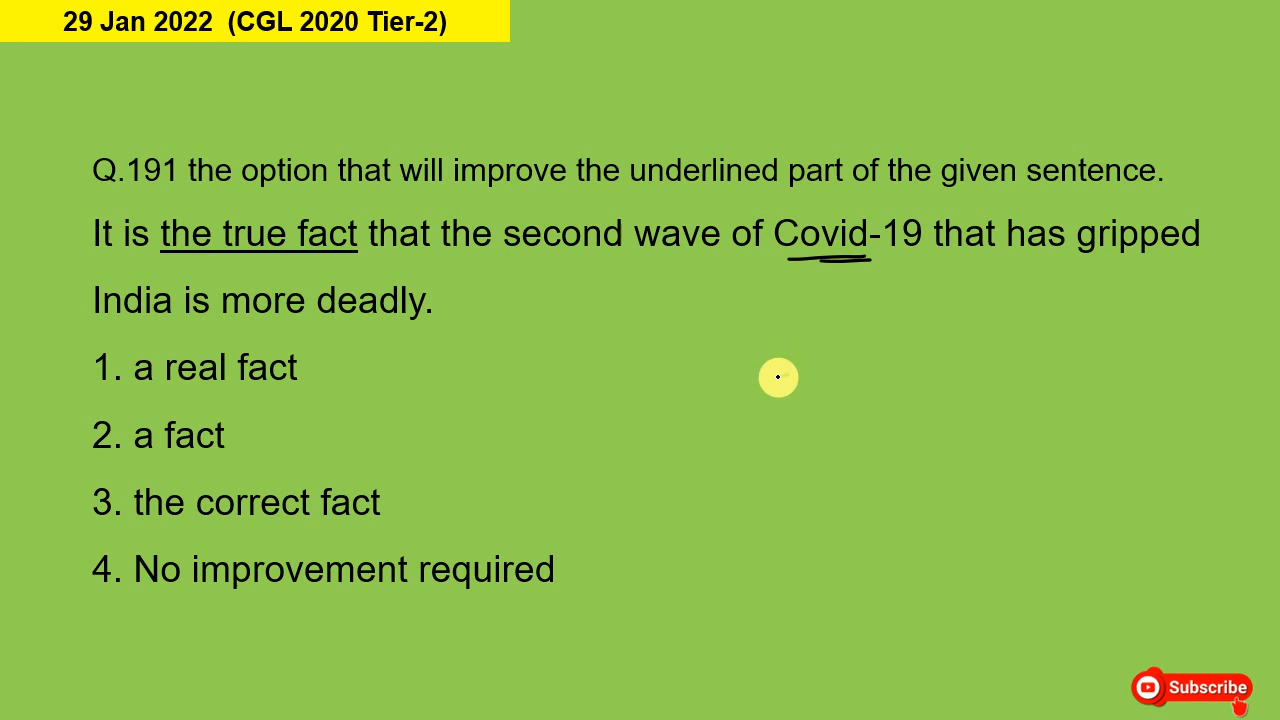 29 Jan 2022 (CGL 2020 Tier-2)
Q.191 the option that will improve the underlined part of the given sentence.
It is the true fact that the second wave of Covid-19 that has gripped
India is more deadly.
1. a real fact
2. a fact
3. the correct fact
4. No improvement required
Subscribe